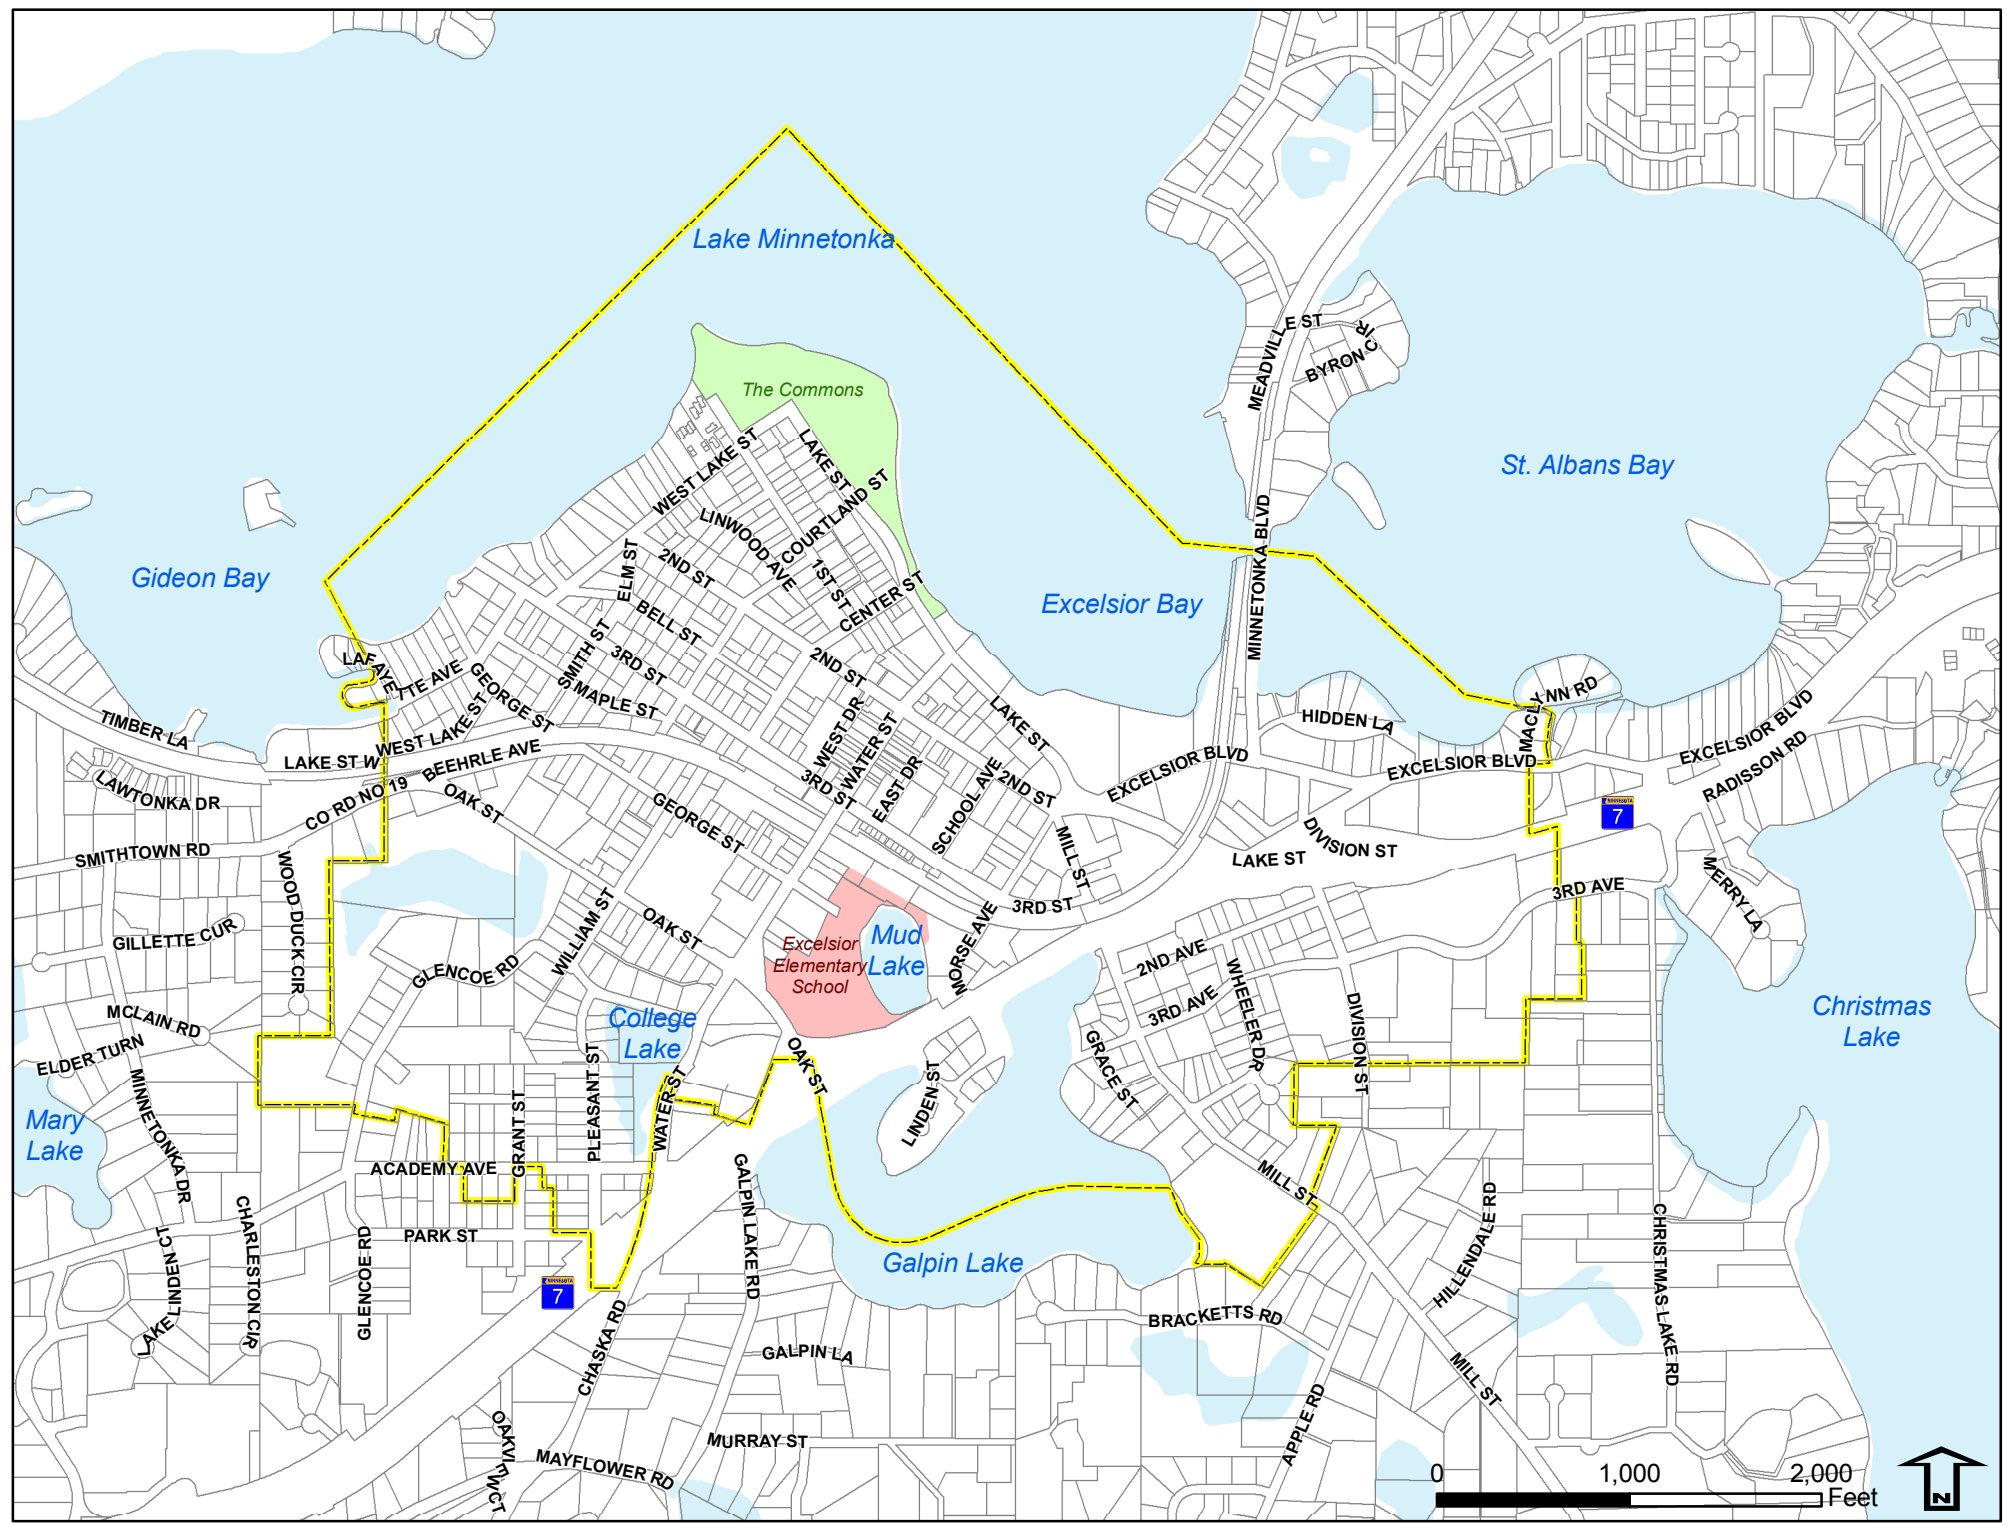 Lake Minnetonka
MEADVILLE ST
BYRON CIR
The Commons
WEST LAKE ST
LAKE ST
St. Albans Bay
COURTLAND ST
LINWOOD AVE
MINNETONKA BLVD
Gideon Bay
ELM ST
2ND ST
1ST ST
CENTER ST
Excelsior Bay
BELL ST
SMITH ST
3RD ST
2ND ST
LAFAYETTE AVE
GEORGE ST
MAPLE ST
WEST LAKE ST
WEST DR
WATER ST
LAKE ST
MACLYNN RD
HIDDEN LA
TIMBER LA
LAKE ST W
BEEHRLE AVE
EXCELSIOR BLVD
EXCELSIOR BLVD
EXCELSIOR BLVD
RADISSON RD
LAWTONKA DR
CO RD NO 19
OAK ST
3RD ST
EAST DR
SCHOOL AVE
2ND ST
GEORGE ST
MINNESOTA
7
SMITHTOWN RD
WOOD DUCK CIR
MILL ST
LAKE ST
DIVISION ST
MERRY LA
3RD AVE
3RD ST
MORSE AVE
WILLIAM ST
OAK ST
GILLETTE CUR
GLENCOE RD
Excelsior
Elementary
School
Mud
Lake
2ND AVE
3RD AVE
WHEELER DR
DIVISION ST
Christmas
Lake
MCLAIN RD
ELDER TURN
College
Lake
OAK ST
GRACE ST
LINDEN ST
MINNETONKA DR
Mary
Lake
GRANT ST
PLEASANT ST
WATER ST
ACADEMY AVE
MILL ST
GALPIN LAKE RD
HILLENDALE RD
CHRISTMAS LAKE RD
CHARLESTON CIR
LAKE LINDEN CT
GLENCOE RD
PARK ST
Galpin Lake
MINNESOTA
7
BRACKETTS RD
CHASKA RD
GALPIN LA
MILL ST
APPLE RD
OAKVIEW CT
MAYFLOWER RD
MURRAY ST
0 1,000 2,000
Feet
N